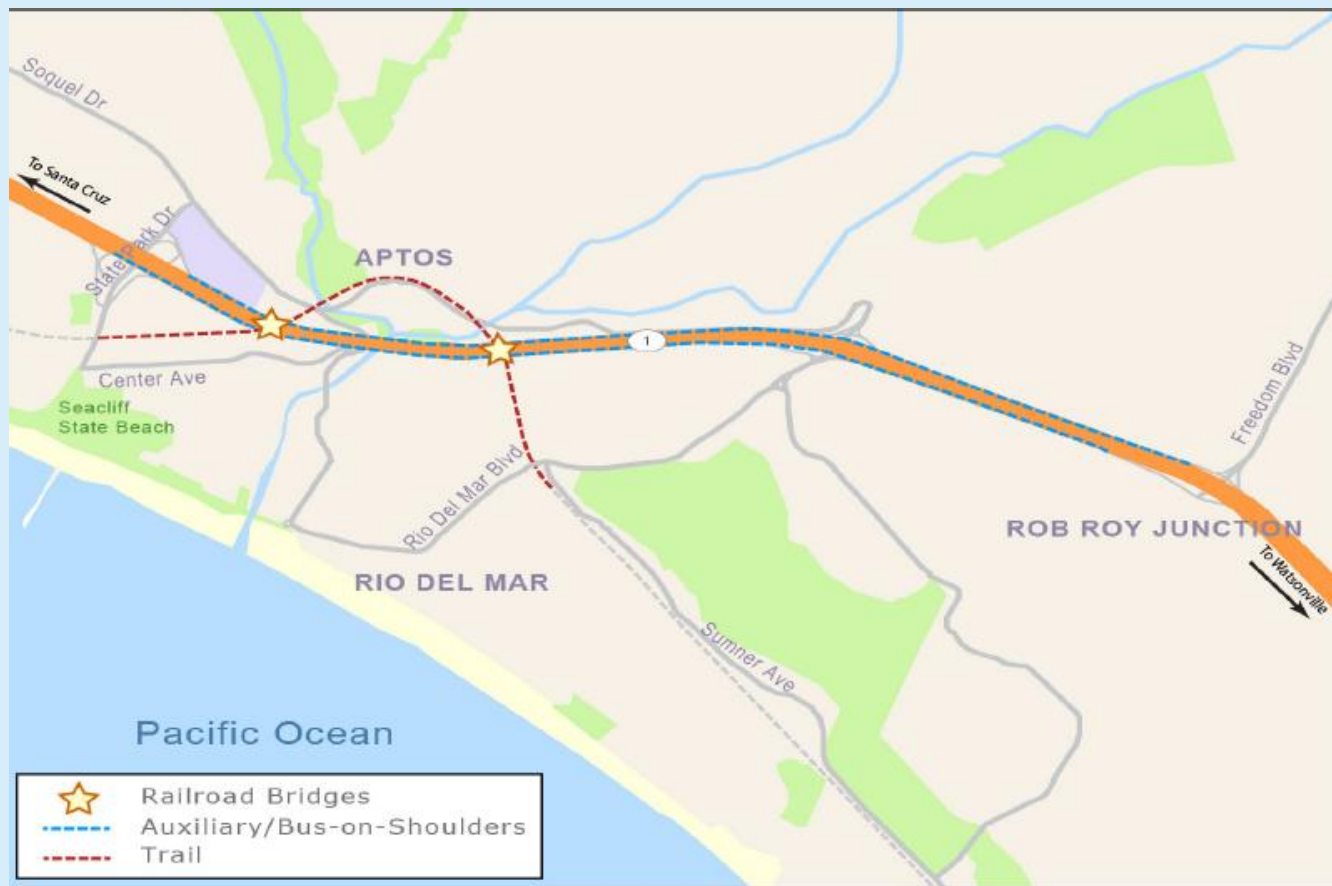 Soquel Dr
To Santa Cruz
State Park Dr
APTOS
1
Center Ave
Freedom Blvd
Seacliff
State Beach
Rio Del Mar Blvd
ROB ROY JUNCTION
To Watsonville
RIO DEL MAR
Sumner Ave
Pacific Ocean
Railroad Bridges
Auxiliary/Bus-on-Shoulders
Trail